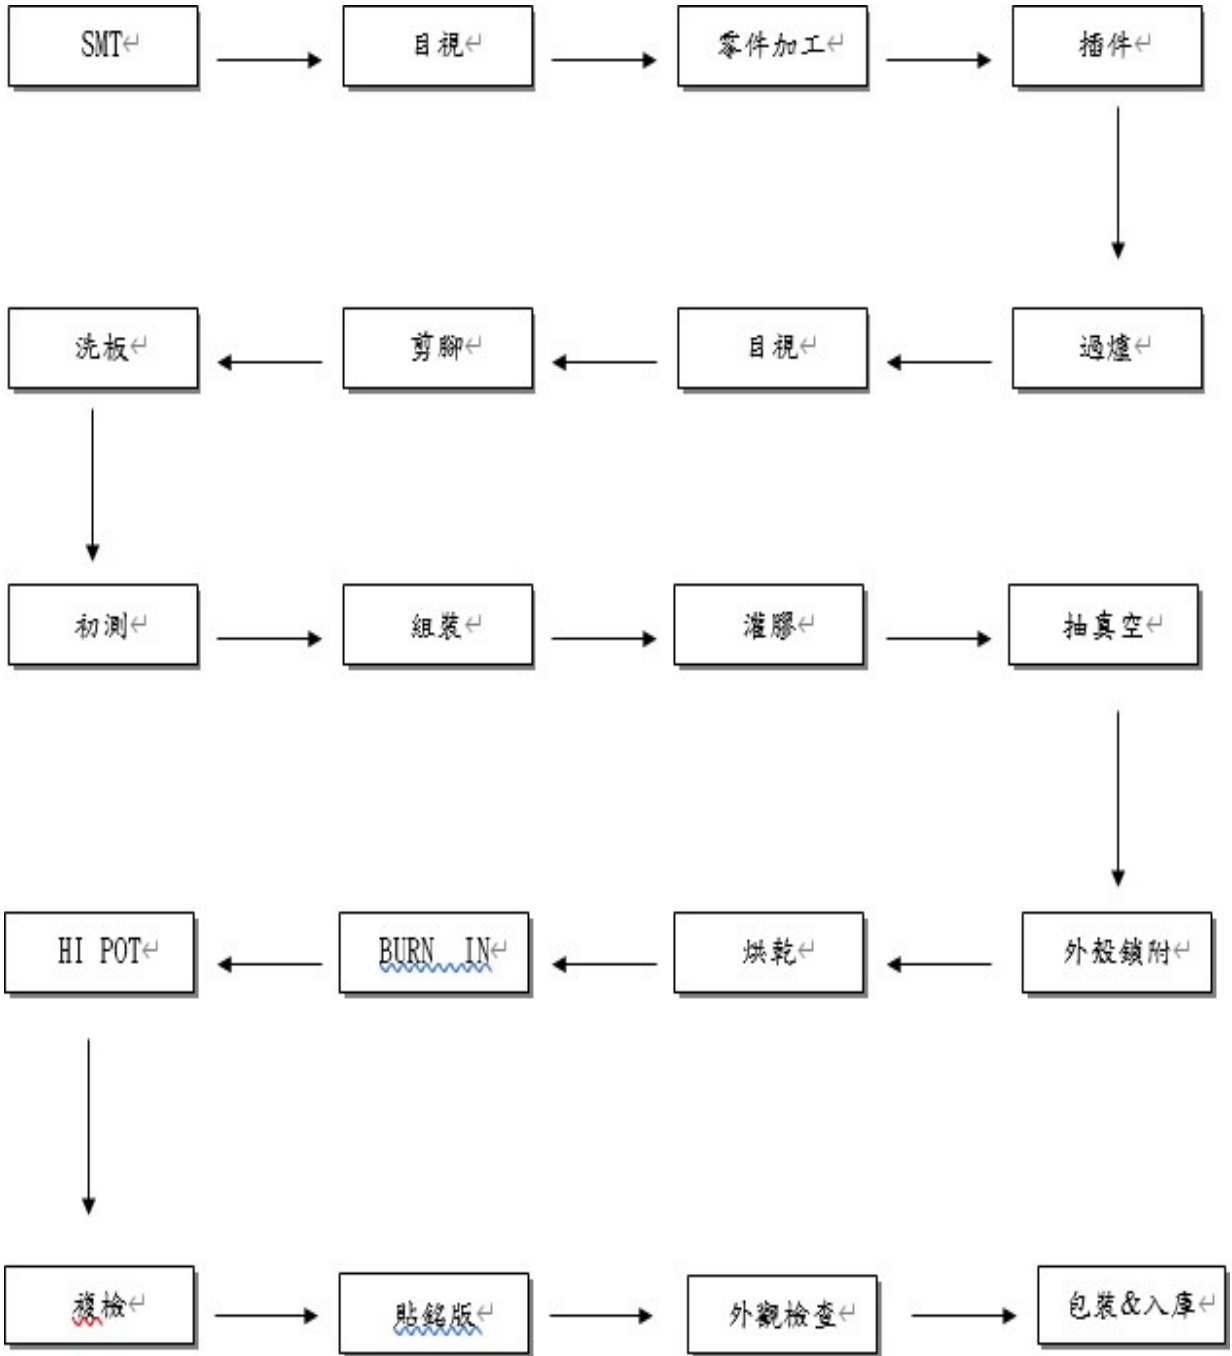 SMT
目視
零件加工
插件
過爐
目視
剪腳
洗板
初測
組裝
灌膠
抽真空
外殼鎖附
烘乾
BURN IN
HI POT
複檢
貼銘版
外觀檢查
包裝&入庫